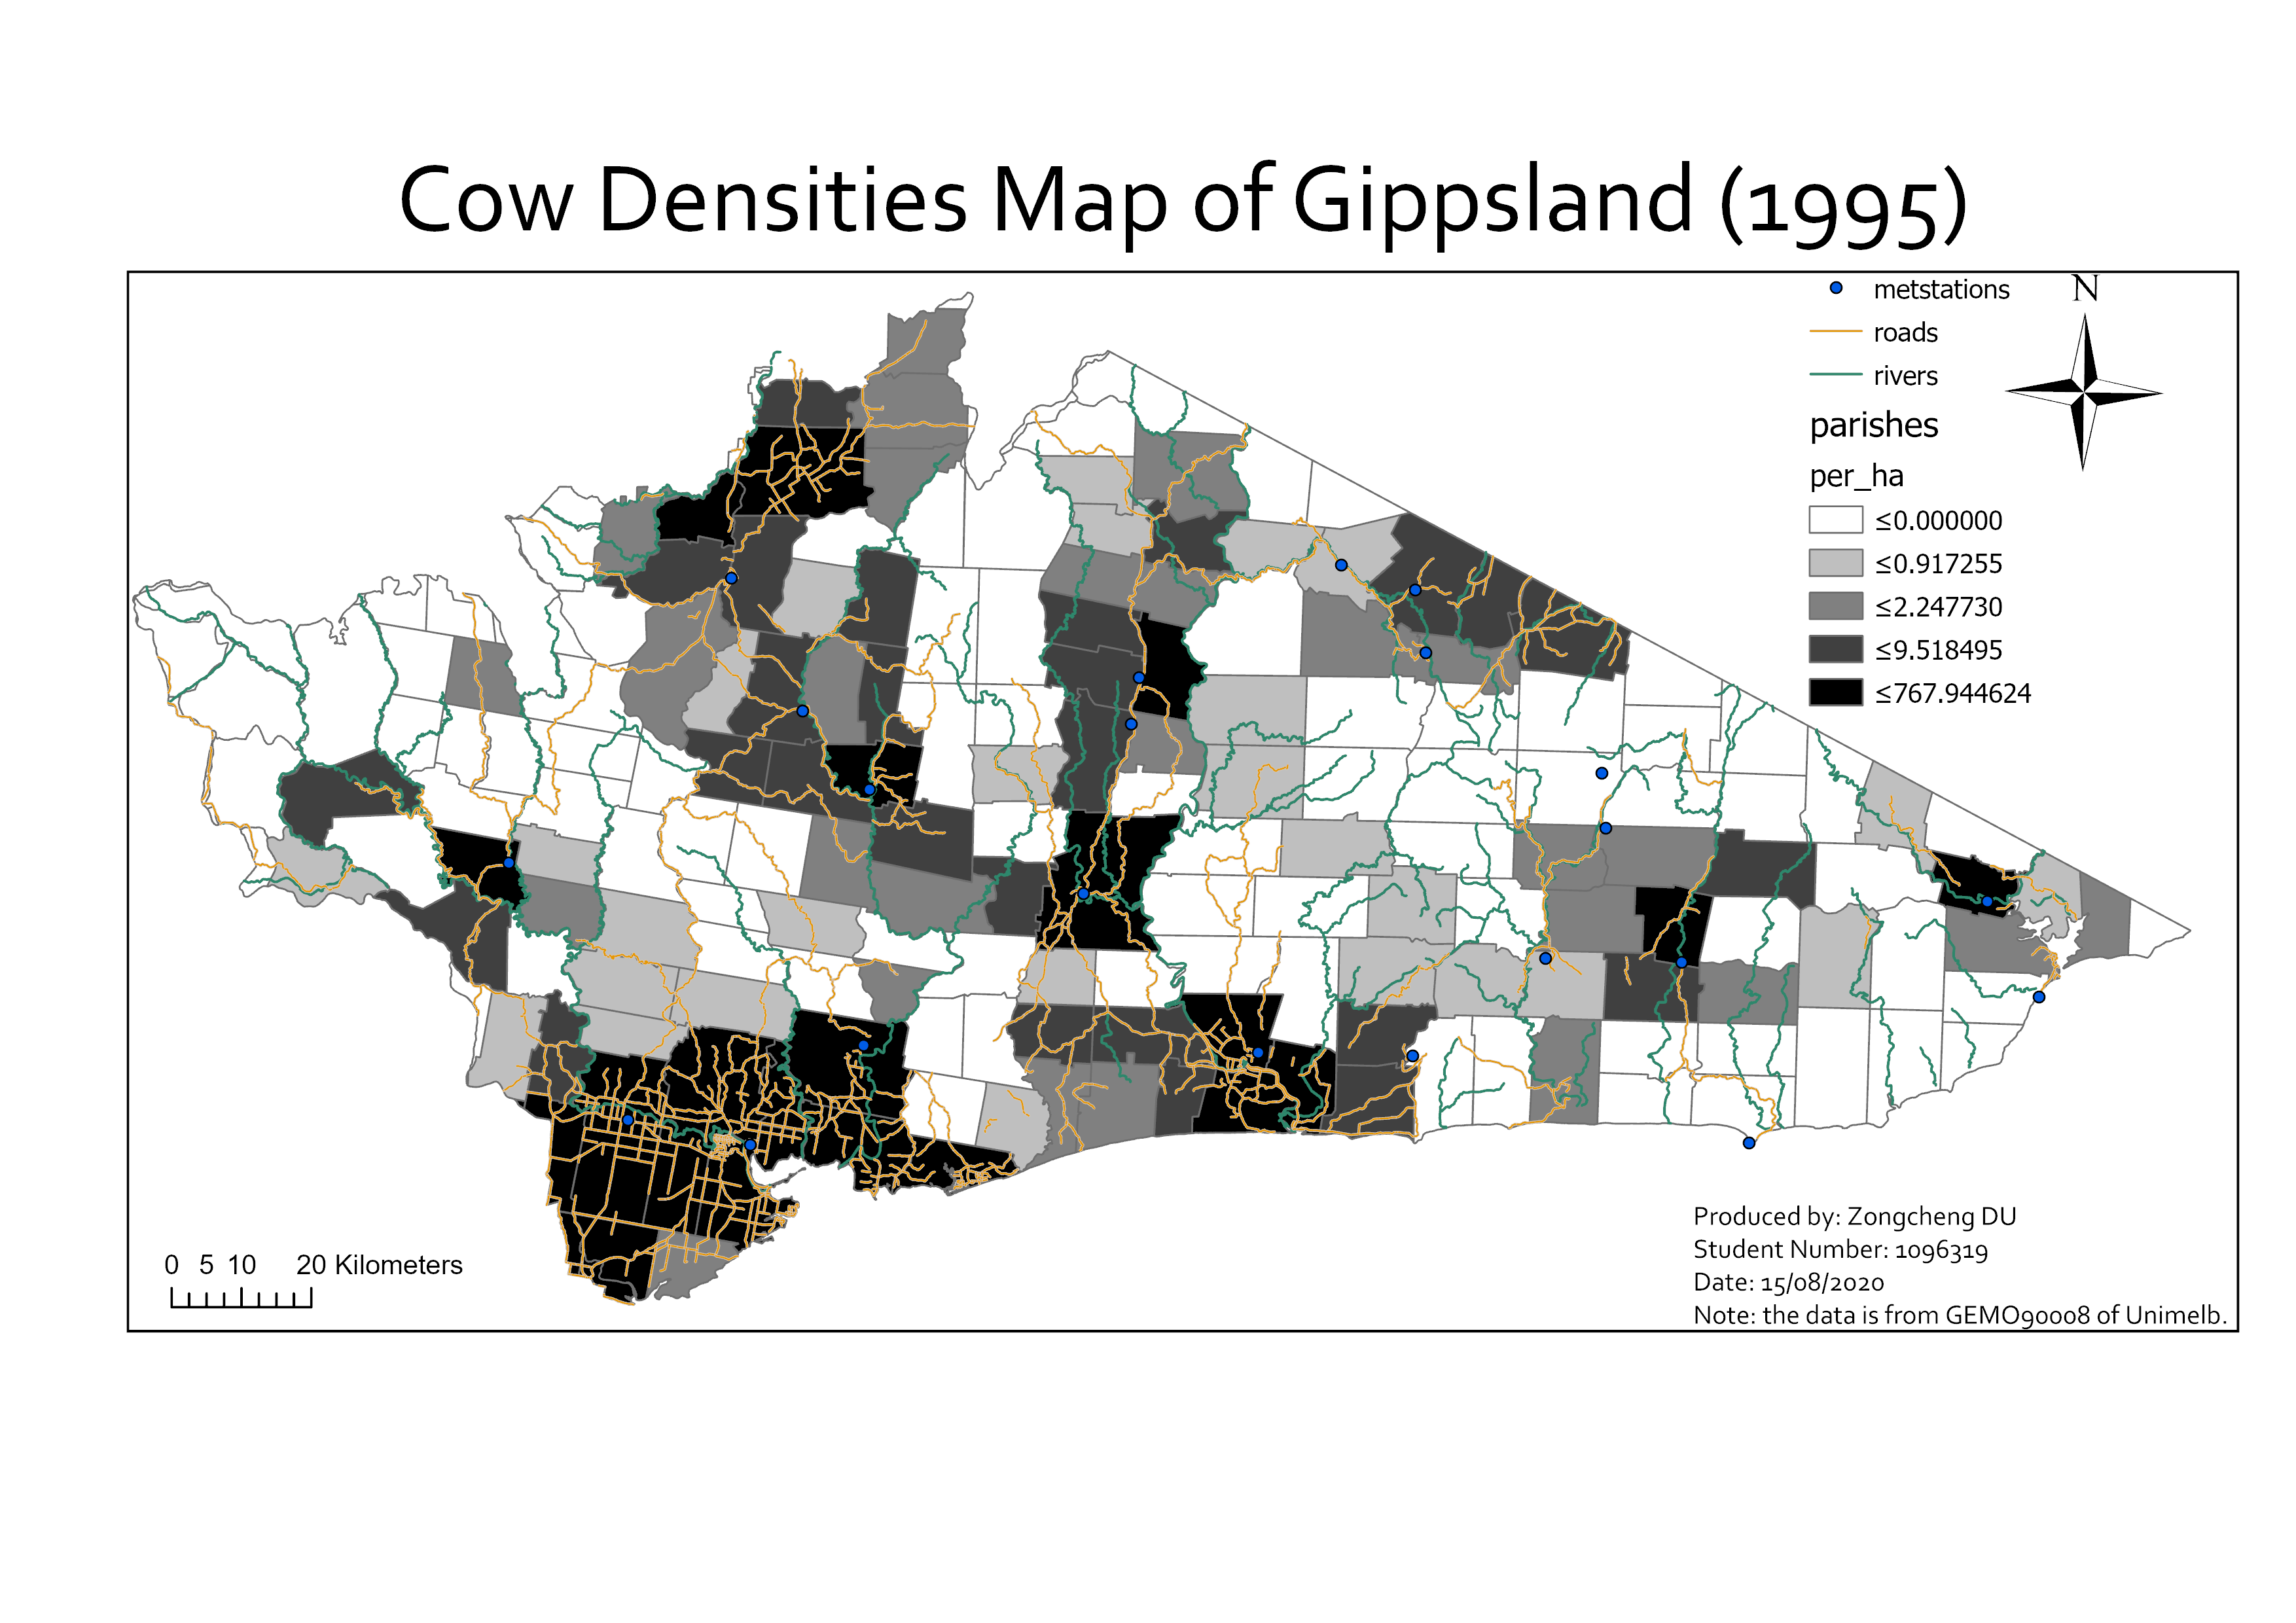 Cow Densities Map of Gippsland (1995)
metstations
N
roads
rivers
parishes
per_ha
≤0.000000
≤0.917255
≤2.247730
≤9.518495
≤767.944624
Produced by: Zongcheng DU
Student Number: 1096319
Date: 15/08/2020
Note: the data is from GEMO90008 of Unimelb.
0 5 10 20 Kilometers